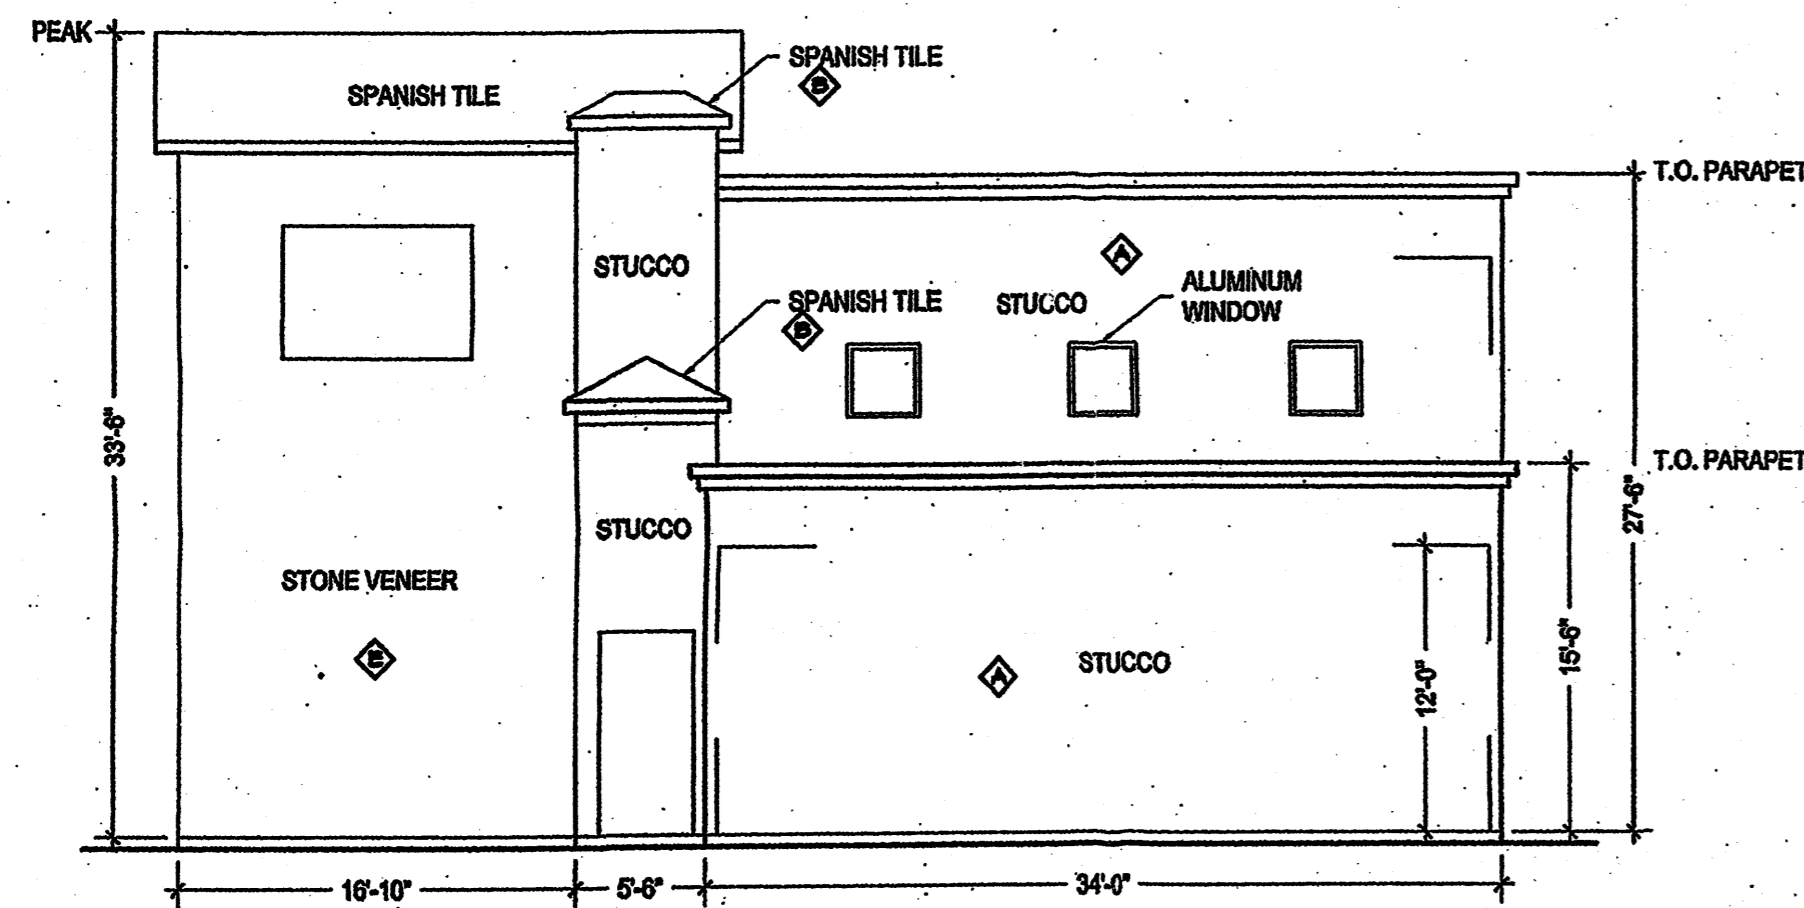 PEAK
SPANISH TILE
SPANISH TILE
B
T.O. PARAPET
STUCCO
A
ALUMINUM
WINDOW
STUCCO
SPANISH TILE
B
33'-6"
T.O. PARAPET
27'-6"
STUCCO
STONE VENEER
E
STUCCO
A
12'-0"
15'-6"
16'-10"
5'-6"
34'-0"